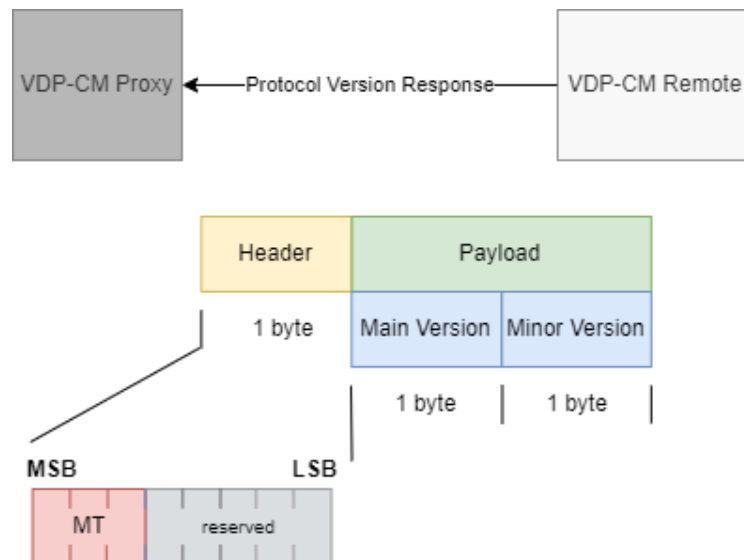 VDP-CM Proxy
Protocol Version Response
VDP-CM Remote
Header
Payload
1 byte
Main Version
Minor Version
1 byte
1 byte
MSB
LSB
MT
reserved